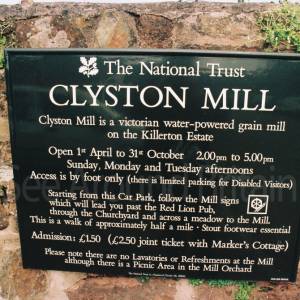 The National Trust
CLYSTON MILL
Clyston Mill is a victorian water-powered grain mill
on the Killerton Estate
Open 1st April to 31st October 2.00pm to 5.00pm
Sunday, Monday and Tuesday afternoons
Access is by foot only (there is limited parking for Disabled Visitors)
Starting from this Car Park, follow the Mill signs
which will lead you past the Red Lion Pub,
through the Churchyard and across a meadow to the Mill.
This is a walk of approximately half a mile · Stout footwear essential
Admission: £1.50 (£2.50 joint ticket with Marker's Cottage)
Please note there are no Lavatories or Refreshments at the Mill
although there is a Picnic Area in the Mill Orchard